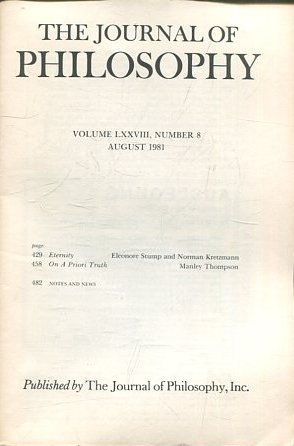 THE JOURNAL OF
PHILOSOPHY
VOLUME LXXVIII, NUMBER 8
AUGUST 1981
page
429 Eternity Eleonore Stump and Norman Kretzmann
458 On A Priori Truth Manley Thompson
482 NOTES AND NEWS
Published by The Journal of Philosophy, Inc.